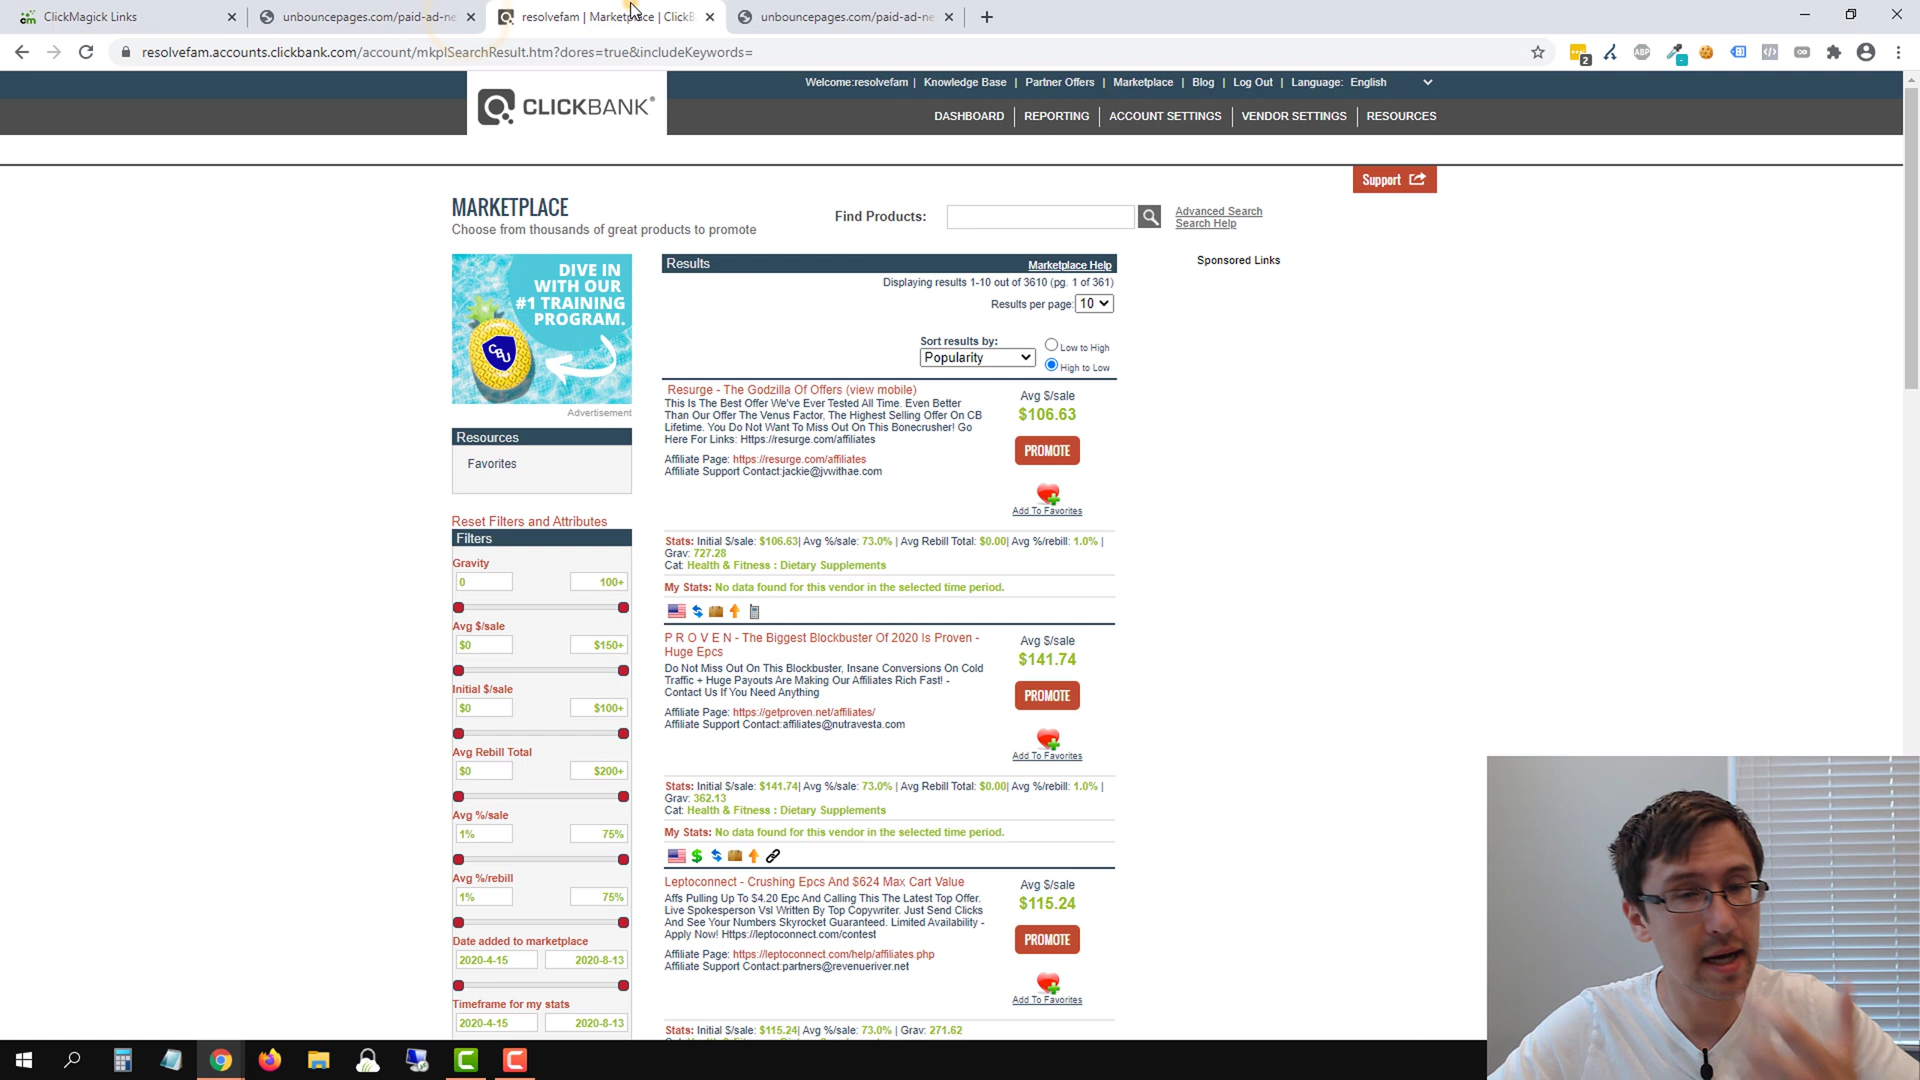 ClickMagick Links
unbouncepages.com/paid-ad-ne
resolvefam | Marketplace | ClickB
unbouncepages.com/paid-ad-ne
resolvefam.accounts.clickbank.com/account/mkplSearchResult.htm?dores=true&includeKeywords=
2
ABP
Welcome:resolvefam | Knowledge Base | Partner Offers | Marketplace | Blog | Log Out | Language: English
CLICKBANK
DASHBOARD | REPORTING | ACCOUNT SETTINGS | VENDOR SETTINGS | RESOURCES
Support
MARKETPLACE
Choose from thousands of great products to promote
Find Products:
Advanced Search
Search Help
DIVE IN
WITH OUR
#1 TRAINING
PROGRAM.
CBU
Advertisement
Resources
Favorites
Reset Filters and Attributes
Filters
Gravity
0 100+
Avg $/sale
$0 $150+
Initial $/sale
$0 $100+
Avg Rebill Total
$0 $200+
Avg %/sale
1% 75%
Avg %/rebill
1% 75%
Date added to marketplace
2020-4-15 2020-8-13
Timeframe for my stats
2020-4-15 2020-8-13
Results
Marketplace Help
Displaying results 1-10 out of 3610 (pg. 1 of 361)
Results per page: 10
Sort results by:
Popularity
Low to High
High to Low
Resurge - The Godzilla Of Offers (view mobile)
This Is The Best Offer We've Ever Tested All Time. Even Better
Than Our Offer The Venus Factor, The Highest Selling Offer On CB
Lifetime. You Do Not Want To Miss Out On This Bonecrusher! Go
Here For Links: Https://resurge.com/affiliates
Affiliate Page: https://resurge.com/affiliates
Affiliate Support Contact:jackie@jvwithae.com
Avg $/sale
$106.63
PROMOTE
Add To Favorites
Stats: Initial $/sale: $106.63| Avg %/sale: 73.0% | Avg Rebill Total: $0.00| Avg %/rebill: 1.0% |
Grav: 727.28
Cat: Health & Fitness : Dietary Supplements
My Stats: No data found for this vendor in the selected time period.
P R O V E N - The Biggest Blockbuster Of 2020 Is Proven -
Huge Epcs
Do Not Miss Out On This Blockbuster, Insane Conversions On Cold
Traffic + Huge Payouts Are Making Our Affiliates Rich Fast! -
Contact Us If You Need Anything
Affiliate Page: https://getproven.net/affiliates/
Affiliate Support Contact:affiliates@nutravesta.com
Avg $/sale
$141.74
PROMOTE
Add To Favorites
Stats: Initial $/sale: $141.74| Avg %/sale: 73.0% | Avg Rebill Total: $0.00| Avg %/rebill: 1.0% |
Grav: 362.13
Cat: Health & Fitness : Dietary Supplements
My Stats: No data found for this vendor in the selected time period.
Leptoconnect - Crushing Epcs And $624 Max Cart Value
Affs Pulling Up To $4.20 Epc And Calling This The Latest Top Offer.
Live Spokesperson Vsl Written By Top Copywriter. Just Send Clicks
And See Your Numbers Skyrocket Guaranteed. Limited Availability -
Apply Now! Https://leptoconnect.com/contest
Affiliate Page: https://leptoconnect.com/help/affiliates.php
Affiliate Support Contact:partners@revenueriver.net
Avg $/sale
$115.24
PROMOTE
Add To Favorites
Stats: Initial $/sale: $115.24| Avg %/sale: 73.0% | Grav: 271.62
Sponsored Links